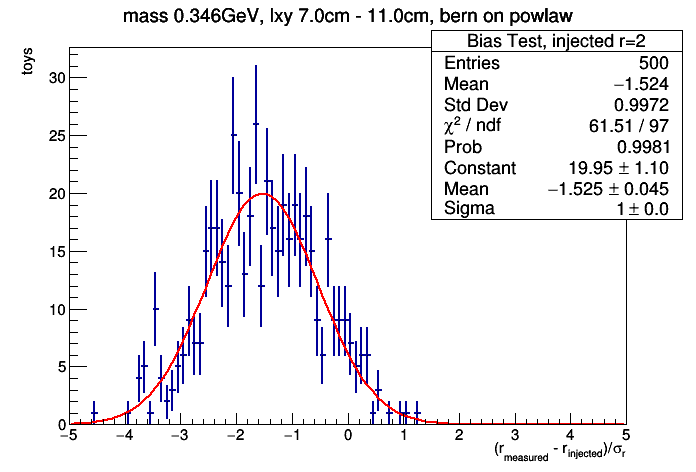 mass 0.346GeV, lxy 7.0cm - 11.0cm, bern on powlaw
Bias Test, injected r=2
Entries 500
Mean −1.524
Std Dev 0.9972
χ² / ndf 61.51 / 97
Prob 0.9981
Constant 19.95 ± 1.10
Mean −1.525 ± 0.045
Sigma 1 ± 0.0
toys
30
25
20
15
10
5
0
−5 −4 −3 −2 −1 0 1 2 3 4 5
(r_measured - r_injected)/σ_r